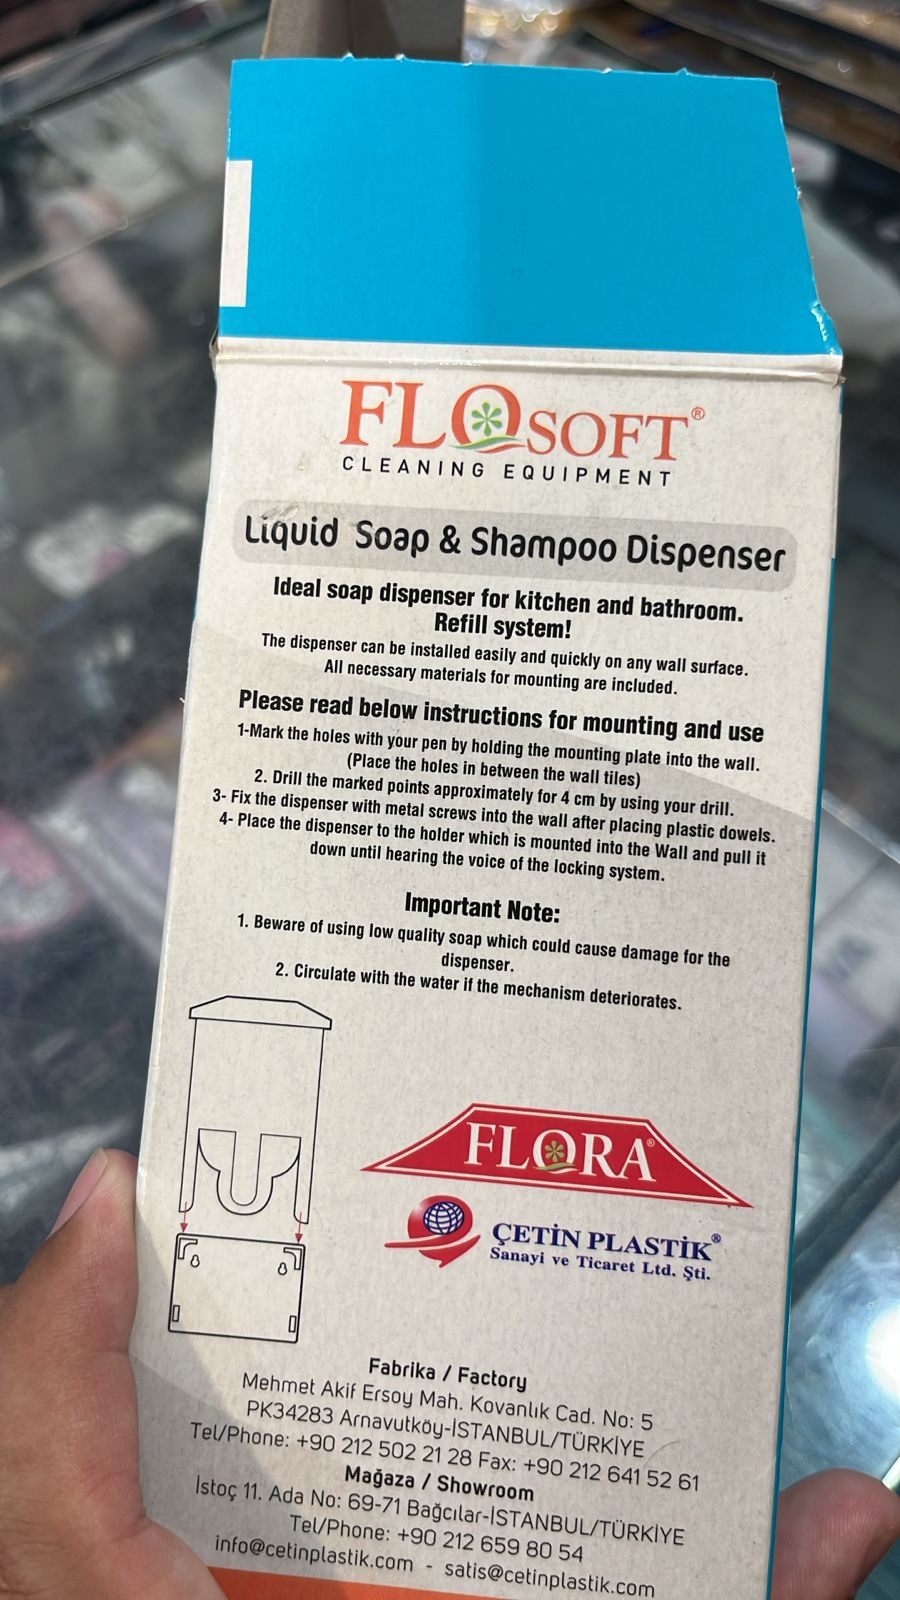 FLOSOFT®
CLEANING EQUIPMENT
Liquid Soap & Shampoo Dispenser
Ideal soap dispenser for kitchen and bathroom.
Refill system!
The dispenser can be installed easily and quickly on any wall surface.
All necessary materials for mounting are included.
Please read below instructions for mounting and use
1-Mark the holes with your pen by holding the mounting plate into the wall.
(Place the holes in between the wall tiles)
2. Drill the marked points approximately for 4 cm by using your drill.
3- Fix the dispenser with metal screws into the wall after placing plastic dowels.
4- Place the dispenser to the holder which is mounted into the Wall and pull it
down until hearing the voice of the locking system.
Important Note:
1. Beware of using low quality soap which could cause damage for the
dispenser.
2. Circulate with the water if the mechanism deteriorates.
FLORA®
ÇETİN PLASTİK®
Sanayi ve Ticaret Ltd. Şti.
Fabrika / Factory
Mehmet Akif Ersoy Mah. Kovanlık Cad. No: 5
PK34283 Arnavutköy-İSTANBUL/TÜRKİYE
Tel/Phone: +90 212 502 21 28 Fax: +90 212 641 52 61
Mağaza / Showroom
İstoç 11. Ada No: 69-71 Bağcılar-İSTANBUL/TÜRKİYE
Tel/Phone: +90 212 659 80 54
info@cetinplastik.com - satis@cetinplastik.com